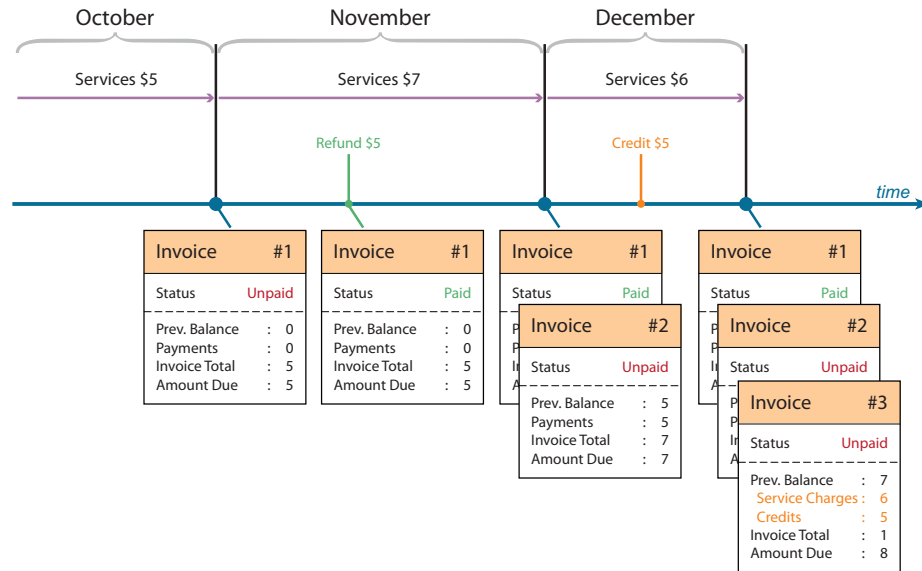 October November December
Services $5 Services $7 Services $6
Refund $5 Credit $5
time
Invoice #1
Status Unpaid
Prev. Balance : 0
Payments : 0
Invoice Total : 5
Amount Due : 5
Invoice #1
Status Paid
Prev. Balance : 0
Payments : 0
Invoice Total : 5
Amount Due : 5
Invoice #1
Status Paid
P
P
In
A
Invoice #2
Status Unpaid
Prev. Balance : 5
Payments : 5
Invoice Total : 7
Amount Due : 7
Invoice #1
Status Paid
P
P
In
A
Invoice #2
Status Unpaid
P
P
I
A
Invoice #3
Status Unpaid
Prev. Balance : 7
Service Charges : 6
Credits : 5
Invoice Total : 1
Amount Due : 8